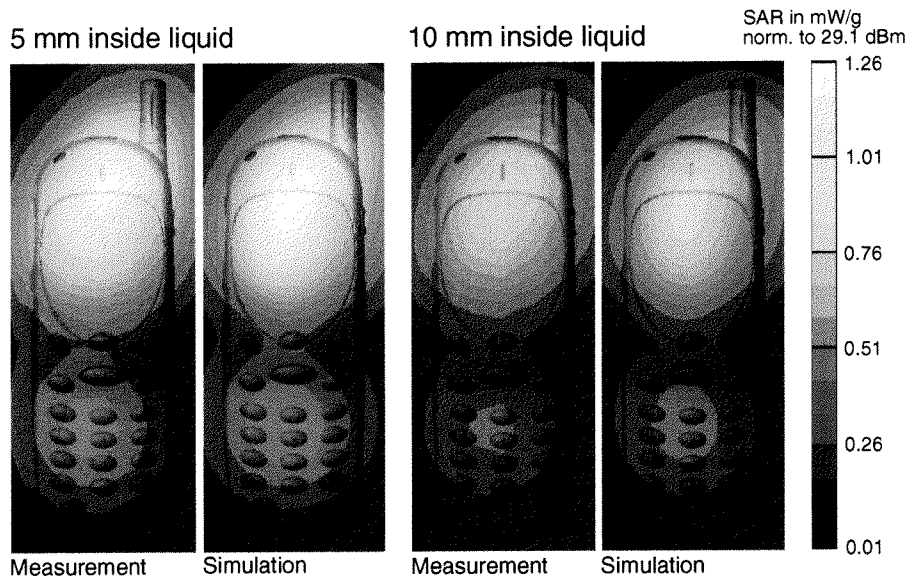 5 mm inside liquid
10 mm inside liquid
SAR in mW/g
norm. to 29.1 dBm
1.26
1.01
0.76
0.51
0.26
0.01
Measurement
Simulation
Measurement
Simulation